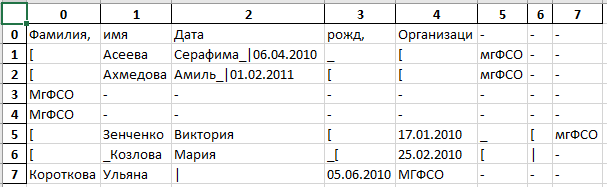 0 1 2 3 4 5 6 7
0 Фамилия, имя Дата рожд, Организаци - - -
1 [ Асеева Серафима_|06.04.2010 _ [ мгФСО - -
2 [ Ахмедова Амиль_|01.02.2011 [ [ мгФСО - -
3 МгФСО - - - - - - -
4 МгФСО - - - - - - -
5 [ Зенченко Виктория [ 17.01.2010 _ [ мгФСО
6 [ _Козлова Мария _[ 25.02.2010 [ | -
7 Короткова Ульяна | 05.06.2010 МГФСО - - -